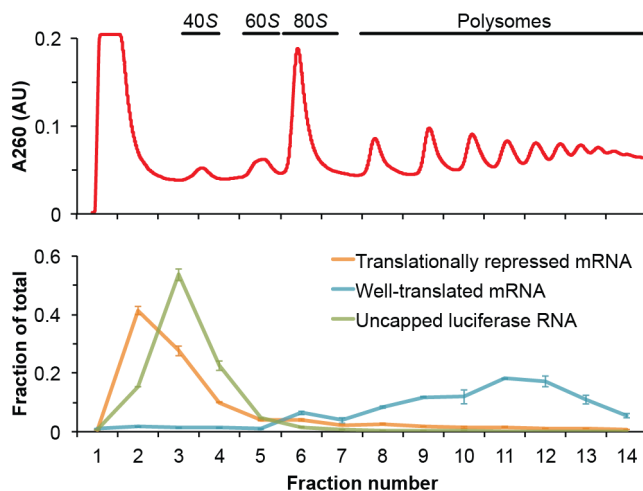 40S 60S 80S Polysomes
0.2
0.1
0
A260 (AU)
0.6
0.4
0.2
0
Fraction of total
Translationally repressed mRNA
Well-translated mRNA
Uncapped luciferase RNA
1 2 3 4 5 6 7 8 9 10 11 12 13 14
Fraction number